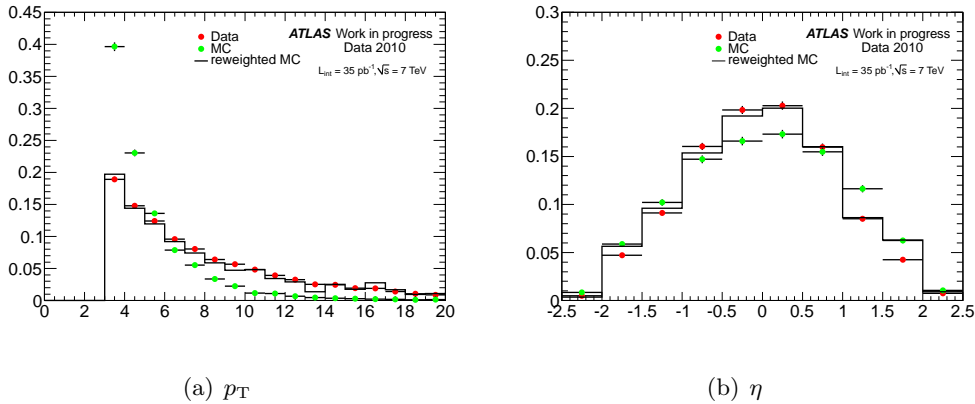 0.45
0.4
0.35
0.3
0.25
0.2
0.15
0.1
0.05
0
0 2 4 6 8 10 12 14 16 18 20
Data
MC
reweighted MC
ATLAS Work in progress
Data 2010
L_int = 35 pb⁻¹,√s = 7 TeV
(a) p_T
0.3
0.25
0.2
0.15
0.1
0.05
0
-2.5 -2 -1.5 -1 -0.5 0 0.5 1 1.5 2 2.5
Data
MC
reweighted MC
ATLAS Work in progress
Data 2010
L_int = 35 pb⁻¹,√s = 7 TeV
(b) η